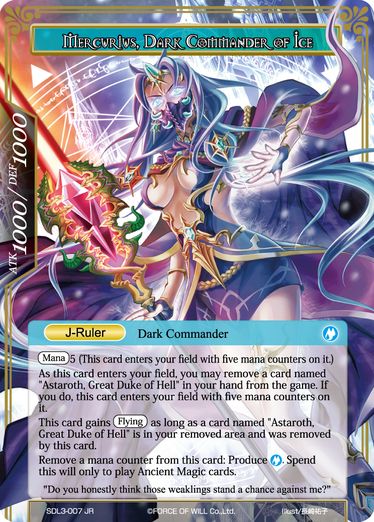 Mercurius, Dark Commander of Ice
ATK 1000 / DEF 1000
J-Ruler Dark Commander
Mana 5 (This card enters your field with five mana counters on it.)
As this card enters your field, you may remove a card named
"Astaroth, Great Duke of Hell" in your hand from the game. If
you do, this card enters your field with five mana counters on
it.
This card gains Flying as long as a card named "Astaroth,
Great Duke of Hell" is in your removed area and was removed
by this card.
Remove a mana counter from this card: Produce . Spend
this will only to play Ancient Magic cards.
"Do you honestly think those weaklings stand a chance against me?"
SDL3-007 JR ©FORCE OF WILL Co.,Ltd. Illust/長崎祐子